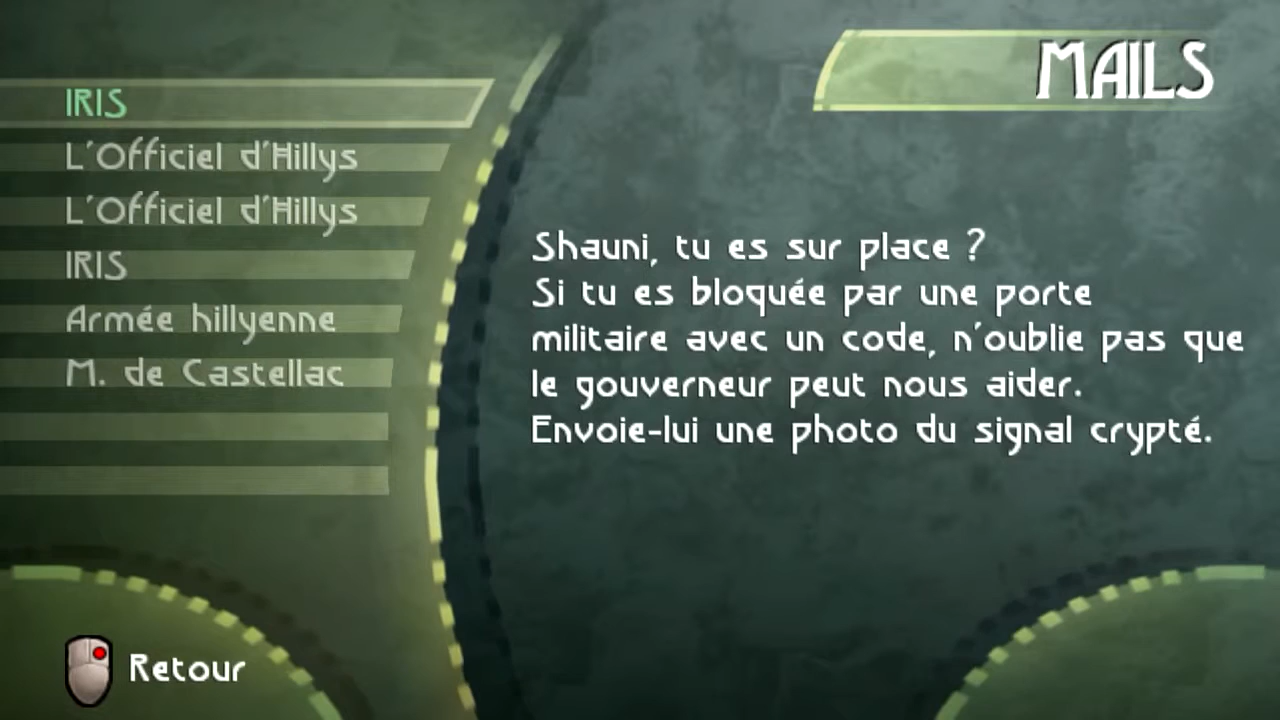 MAILS
IRIS
L'Officiel d'Hillys
L'Officiel d'Hillys
IRIS
Armée hillyenne
M. de Castellac
Shauni, tu es sur place ?
Si tu es bloquée par une porte
militaire avec un code, n'oublie pas que
le gouverneur peut nous aider.
Envoie-lui une photo du signal crypté.
Retour